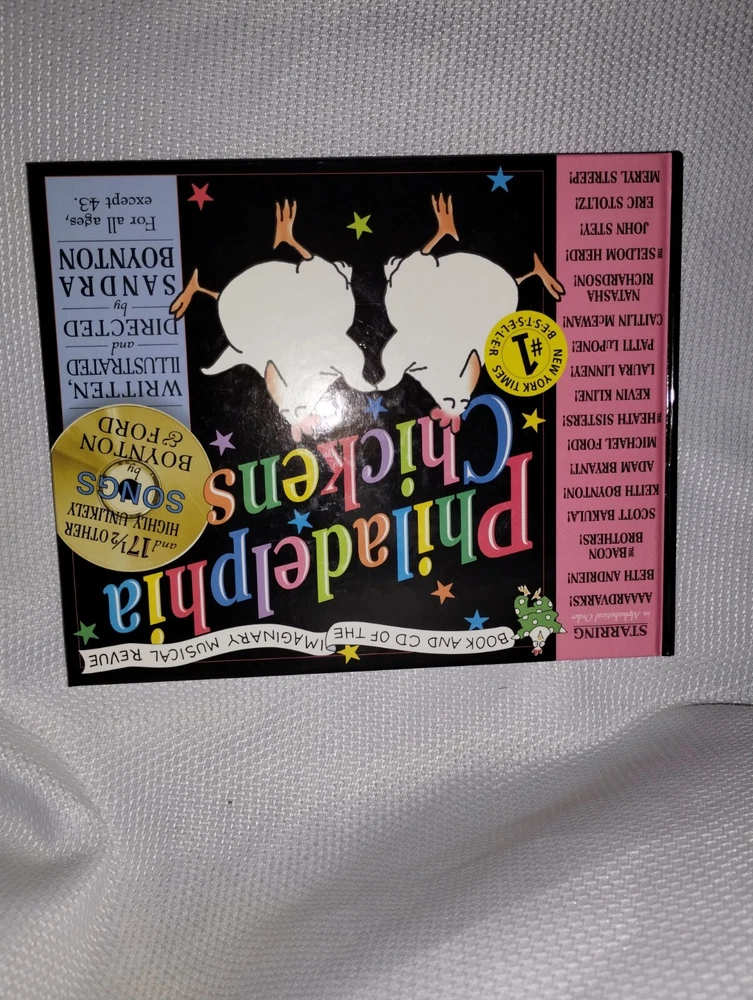 STARRING
in Alphabetical Order
AAAARDVARKS!
BETH ANDRIEN!
THE BACON
BROTHERS!
SCOTT BAKULA!
KEITH BOYNTON!
ADAM BRYANT!
MICHAEL FORD!
THE HEATH SISTERS!
KEVIN KLINE!
LAURA LINNEY!
PATTI LuPONE!
CAITLIN McEWAN!
NATASHA
RICHARDSON!
THE SELDOM HERD!
JOHN STEY!
ERIC STOLTZ!
MERYL STREEP!
BOOK AND CD OF THE
IMAGINARY MUSICAL REVUE
Philadelphia
Chickens
and 17½ OTHER
HIGHLY UNLIKELY
SONGS
by
BOYNTON
& FORD
NEW YORK TIMES
#1
B•E•S•T•S•E•L•L•E•R
WRITTEN,
ILLUSTRATED
and
DIRECTED
by
SANDRA
BOYNTON
For all ages,
except 43.